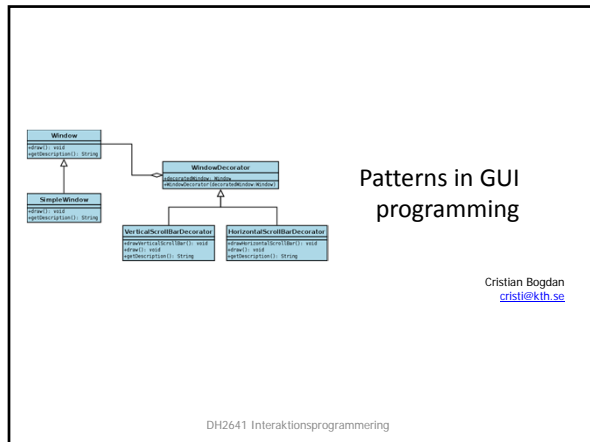 Window
+draw(): void
+getDescription(): String
WindowDecorator
+decoratedWindow: Window
+WindowDecorator(decoratedWindow:Window)
SimpleWindow
+draw(): void
+getDescription(): String
VerticalScrollBarDecorator
+drawVerticalScrollBar(): void
+draw(): void
+getDescription(): String
HorizontalScrollBarDecorator
+drawHorizontalScrollBar(): void
+draw(): void
+getDescription(): String
Patterns in GUI
programming
Cristian Bogdan
cristi@kth.se
DH2641 Interaktionsprogrammering